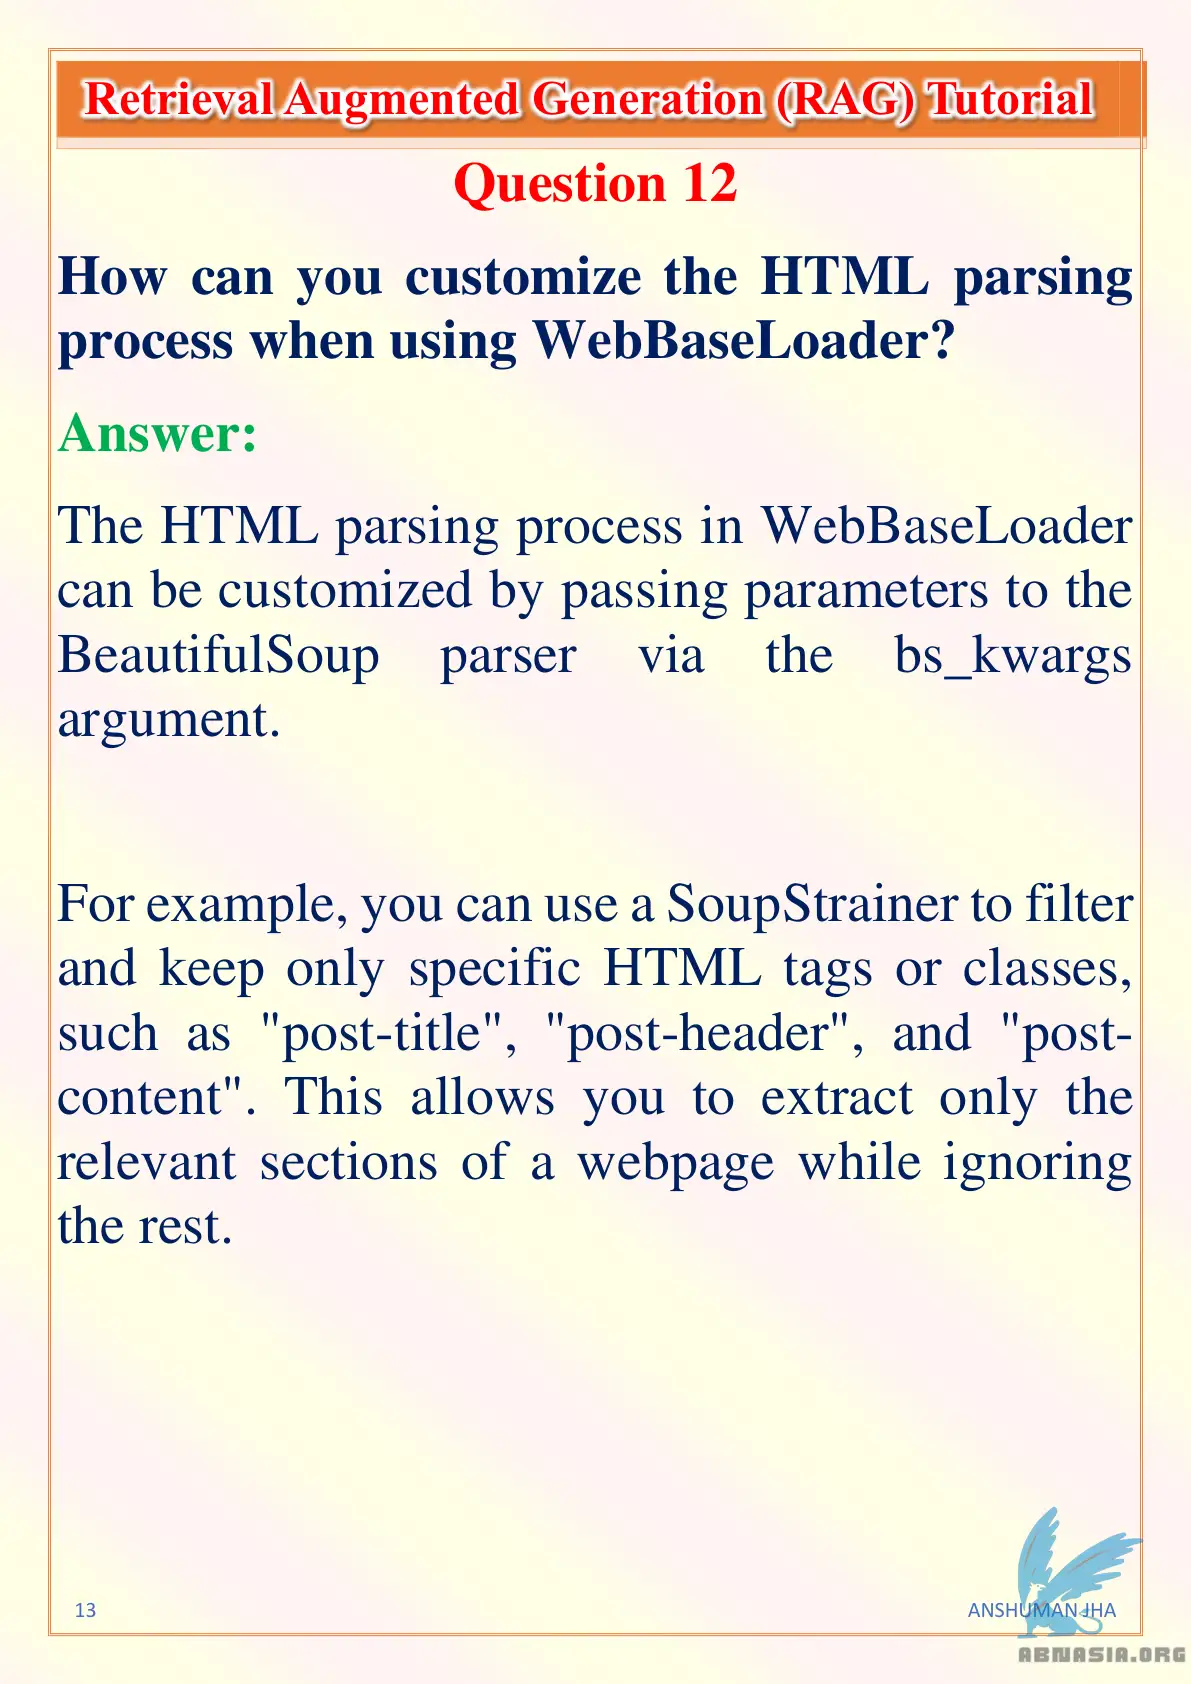 Retrieval Augmented Generation (RAG) Tutorial
Question 12
How can you customize the HTML parsing
process when using WebBaseLoader?
Answer:
The HTML parsing process in WebBaseLoader
can be customized by passing parameters to the
BeautifulSoup parser via the bs_kwargs
argument.
For example, you can use a SoupStrainer to filter
and keep only specific HTML tags or classes,
such as "post-title", "post-header", and "post-
content". This allows you to extract only the
relevant sections of a webpage while ignoring
the rest.
13 ANSHUMAN JHA
ABNASIA.ORG